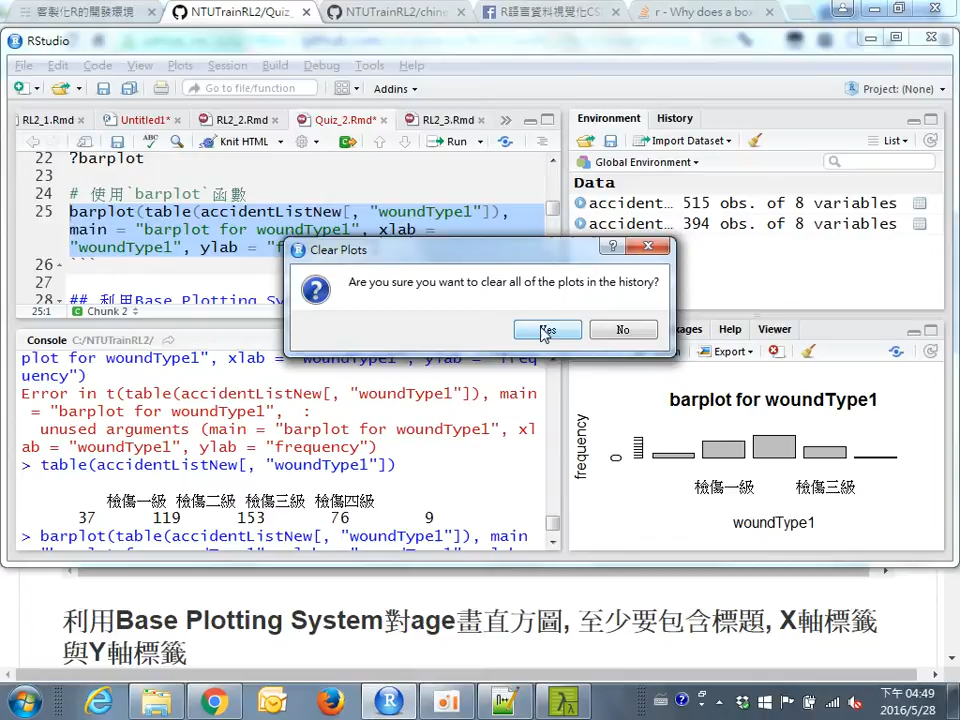 客製化R的開發環境
NTUTrainRL2/Quiz_
NTUTrainRL2/chine
R語言資料視覺化CS
r - Why does a box
RStudio
File Edit Code View Plots Session Build Debug Tools Help
Go to file/function
Addins
Project: (None)
RL2_1.Rmd Untitled1* RL2_2.Rmd Quiz_2.Rmd* RL2_3.Rmd
ABC Knit HTML Run
22 ?barplot
23
24 # 使用`barplot`函數
25 barplot(table(accidentListNew[, "woundType1"]),
main = "barplot for woundType1", xlab =
"woundType1", ylab = "f
26 ```
27
28 ## 利用Base Plotting S
25:1 Chunk 2
Environment History
Import Dataset List
Global Environment
Data
accident… 515 obs. of 8 variables
accident… 394 obs. of 8 variables
Clear Plots
Are you sure you want to clear all of the plots in the history?
Yes No
Console C:/NTUTrainRL2/
plot for woundType1", xlab = "woundType1", ylab = "freq
uency")
Error in t(table(accidentListNew[, "woundType1"]), main
= "barplot for woundType1", :
unused arguments (main = "barplot for woundType1", xl
ab = "woundType1", ylab = "frequency")
> table(accidentListNew[, "woundType1"])
檢傷一級 檢傷二級 檢傷三級 檢傷四級
37 119 153 76 9
> barplot(table(accidentListNew[, "woundType1"]), main
kages Help Viewer
Export
barplot for woundType1
frequency
0
檢傷一級 檢傷三級
woundType1
利用Base Plotting System對age畫直方圖, 至少要包含標題, X軸標籤
與Y軸標籤
下午 04:49
2016/5/28